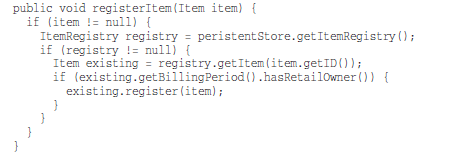 public void registerItem(Item item) {
if (item != null) {
ItemRegistry registry = peristentStore.getItemRegistry();
if (registry != null) {
Item existing = registry.getItem(item.getID());
if (existing.getBillingPeriod().hasRetailOwner()) {
existing.register(item);
}
}
}
}